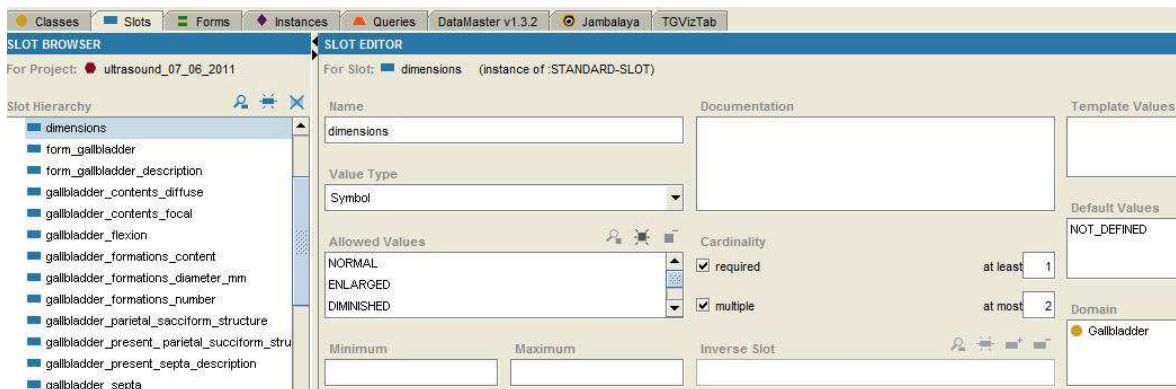 Classes Slots Forms Instances Queries DataMaster v1.3.2 Jambalaya TGVizTab
SLOT BROWSER
For Project: ultrasound_07_06_2011
Slot Hierarchy
dimensions
form_gallbladder
form_gallbladder_description
gallbladder_contents_diffuse
gallbladder_contents_focal
gallbladder_flexion
gallbladder_formations_content
gallbladder_formations_diameter_mm
gallbladder_formations_number
gallbladder_parietal_sacciform_structure
gallbladder_present_parietal_succiform_stru
gallbladder_present_septa_description
gallbladder_septa
SLOT EDITOR
For Slot: dimensions (instance of :STANDARD-SLOT)
Name
dimensions
Value Type
Symbol
Allowed Values
NORMAL
ENLARGED
DIMINISHED
Minimum Maximum
Documentation
Cardinality
required at least 1
multiple at most 2
Inverse Slot
Template Values
Default Values
NOT_DEFINED
Domain
Gallbladder